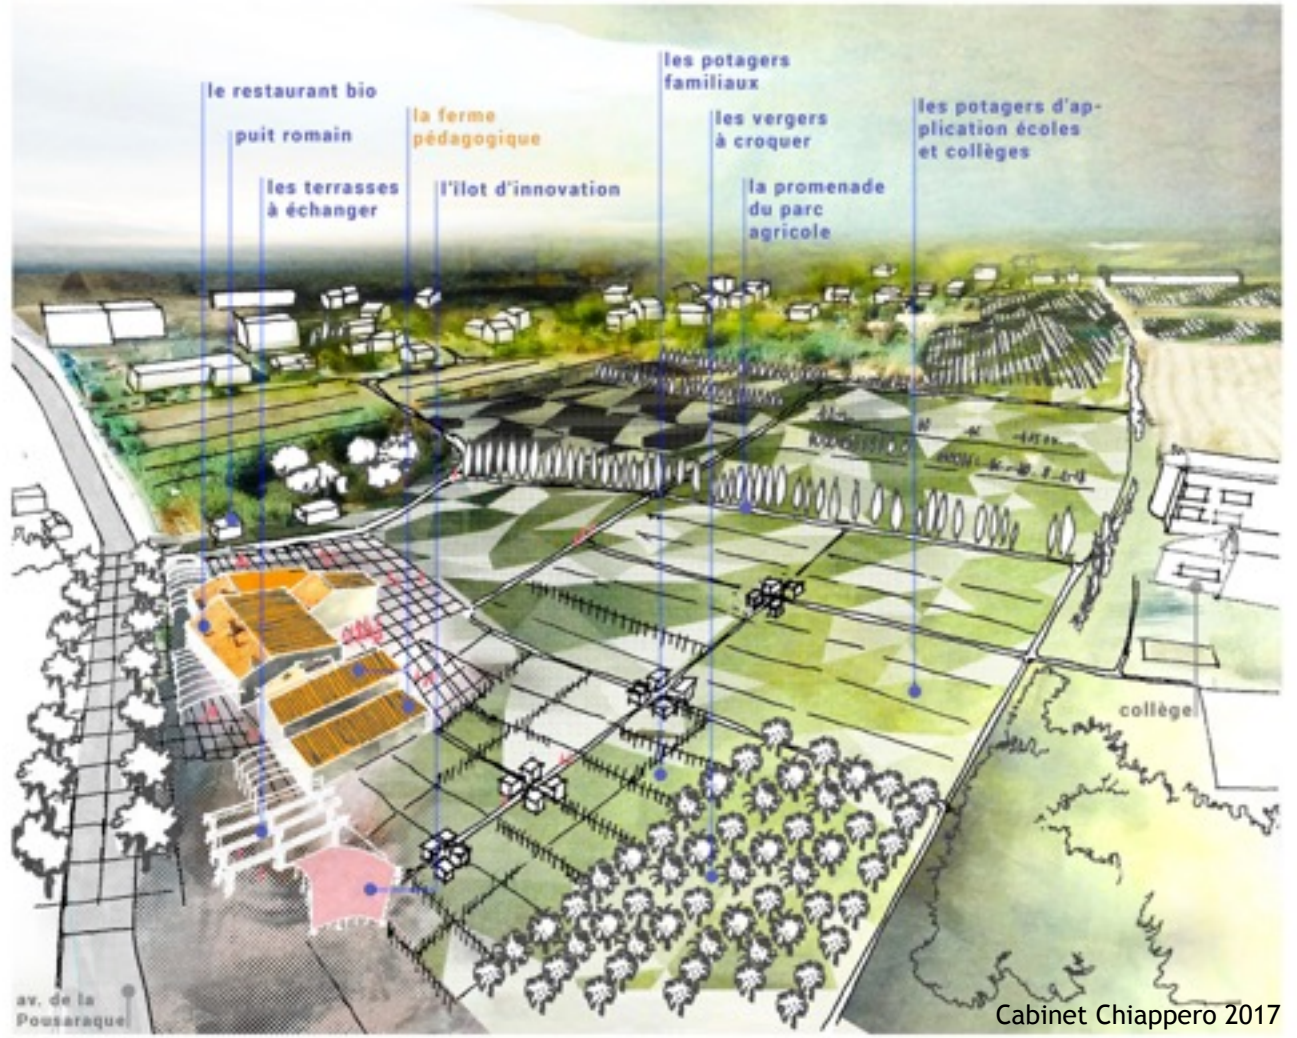 les potagers
familiaux
le restaurant bio
la ferme
pédagogique
les potagers d'ap-
plication écoles
et collèges
les vergers
à croquer
puit romain
les terrasses
à échanger
l'îlot d'innovation
la promenade
du parc
agricole
collège
av. de la
Pousaraque
Cabinet Chiappero 2017